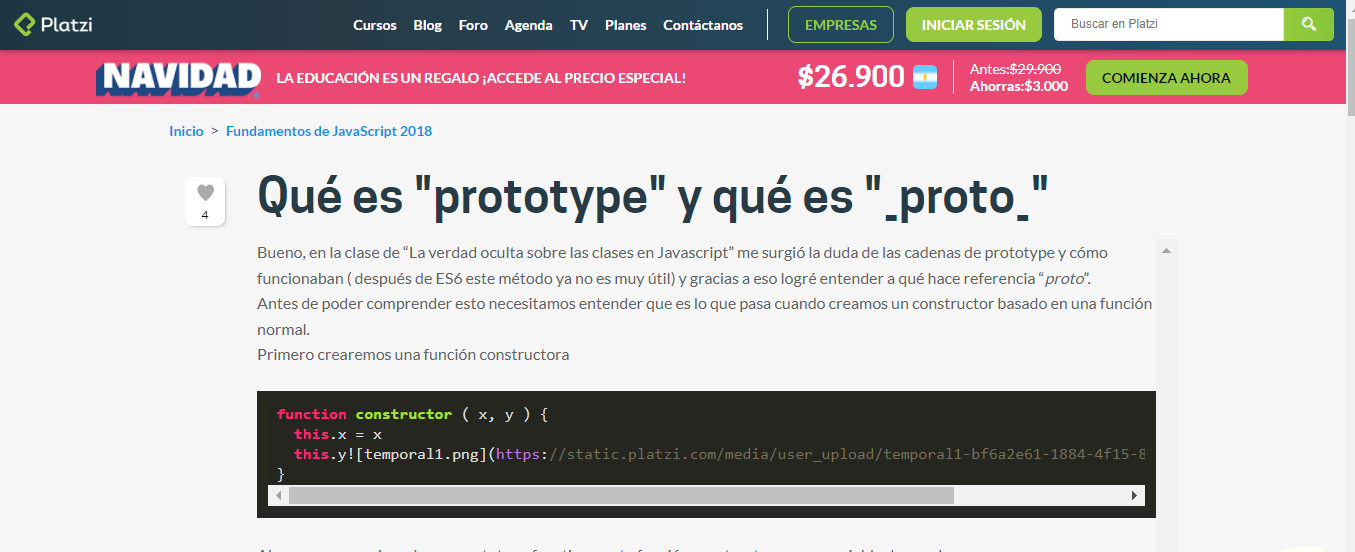 Platzi
Cursos Blog Foro Agenda TV Planes Contáctanos
EMPRESAS
INICIAR SESIÓN
Buscar en Platzi
NAVIDAD
LA EDUCACIÓN ES UN REGALO ¡ACCEDE AL PRECIO ESPECIAL!
$26.900
Antes:$29.900
Ahorras:$3.000
COMIENZA AHORA
Inicio > Fundamentos de JavaScript 2018
4
Qué es "prototype" y qué es "_proto_"
Bueno, en la clase de “La verdad oculta sobre las clases en Javascript” me surgió la duda de las cadenas de prototype y cómo
funcionaban ( después de ES6 este método ya no es muy útil) y gracias a eso logré entender a qué hace referencia “proto”.
Antes de poder comprender esto necesitamos entender que es lo que pasa cuando creamos un constructor basado en una función
normal.
Primero crearemos una función constructora
function constructor ( x, y ) {
this.x = x
this.y![temporal1.png](https://static.platzi.com/media/user_upload/temporal1-bf6a2e61-1884-4f15-8
}